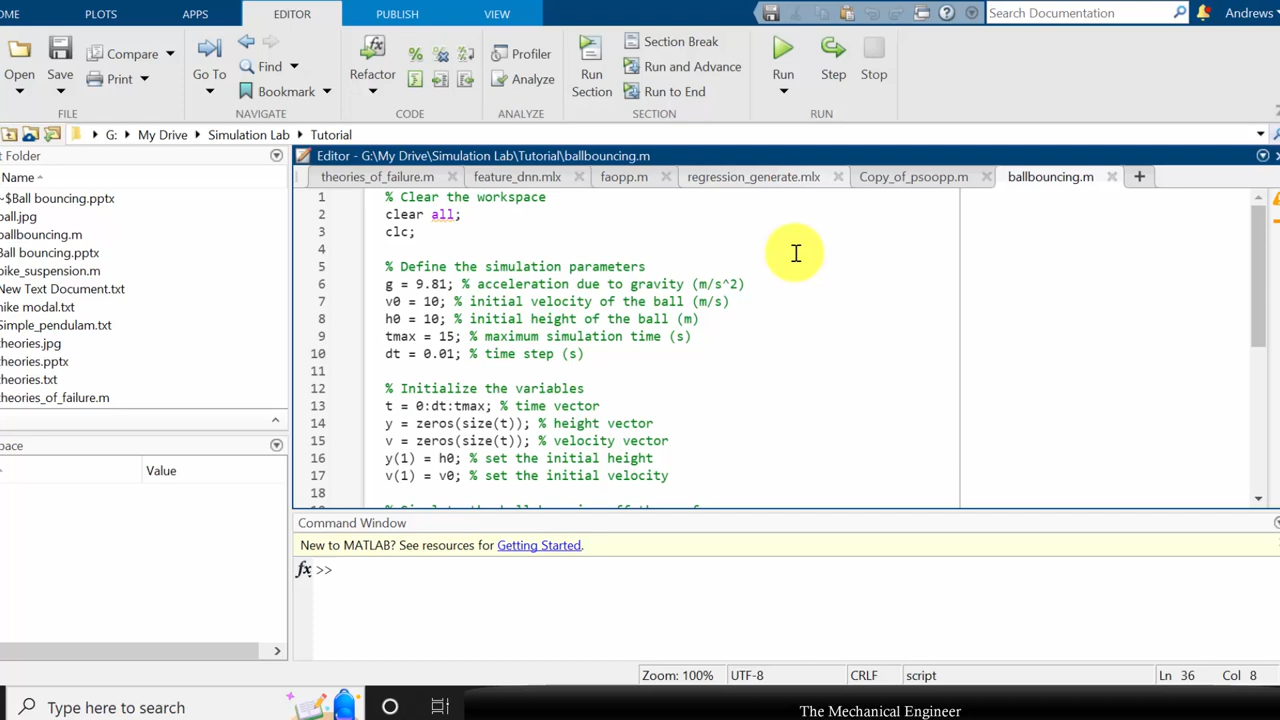 OME PLOTS APPS EDITOR PUBLISH VIEW Search Documentation Andrews
Open Save Compare Print
Go To Find Bookmark
Refactor
Profiler Analyze
Run Section
Section Break
Run and Advance
Run to End
Run Step Stop
FILE NAVIGATE CODE ANALYZE SECTION RUN
G: My Drive Simulation Lab Tutorial
t Folder
Name
~$Ball bouncing.pptx
ball.jpg
ballbouncing.m
Ball bouncing.pptx
bike_suspension.m
New Text Document.txt
nike modal.txt
Simple_pendulam.txt
theories.jpg
theories.pptx
theories.txt
theories_of_failure.m
pace
Value
Editor - G:\My Drive\Simulation Lab\Tutorial\ballbouncing.m
theories_of_failure.m feature_dnn.mlx faopp.m regression_generate.mlx Copy_of_psoopp.m ballbouncing.m
1 % Clear the workspace
2 clear all;
3 clc;
4
5 % Define the simulation parameters
6 g = 9.81; % acceleration due to gravity (m/s^2)
7 v0 = 10; % initial velocity of the ball (m/s)
8 h0 = 10; % initial height of the ball (m)
9 tmax = 15; % maximum simulation time (s)
10 dt = 0.01; % time step (s)
11
12 % Initialize the variables
13 t = 0:dt:tmax; % time vector
14 y = zeros(size(t)); % height vector
15 v = zeros(size(t)); % velocity vector
16 y(1) = h0; % set the initial height
17 v(1) = v0; % set the initial velocity
18
Command Window
New to MATLAB? See resources for Getting Started.
fx >>
Zoom: 100% UTF-8 CRLF script Ln 36 Col 8
Type here to search
The Mechanical Engineer